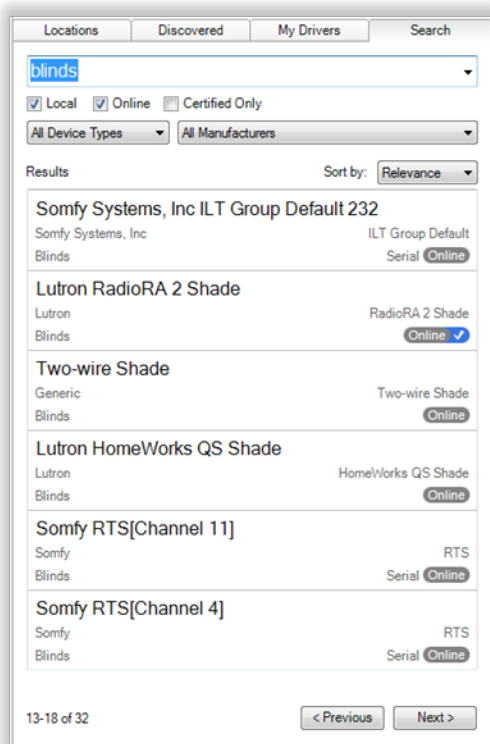 Locations Discovered My Drivers Search
blinds
Local Online Certified Only
All Device Types All Manufacturers
Results Sort by: Relevance
Somfy Systems, Inc ILT Group Default 232
Somfy Systems, Inc ILT Group Default
Blinds Serial Online
Lutron RadioRA 2 Shade
Lutron RadioRA 2 Shade
Blinds Online
Two-wire Shade
Generic Two-wire Shade
Blinds Online
Lutron HomeWorks QS Shade
Lutron HomeWorks QS Shade
Blinds Online
Somfy RTS[Channel 11]
Somfy RTS
Blinds Serial Online
Somfy RTS[Channel 4]
Somfy RTS
Blinds Serial Online
13-18 of 32 < Previous Next >